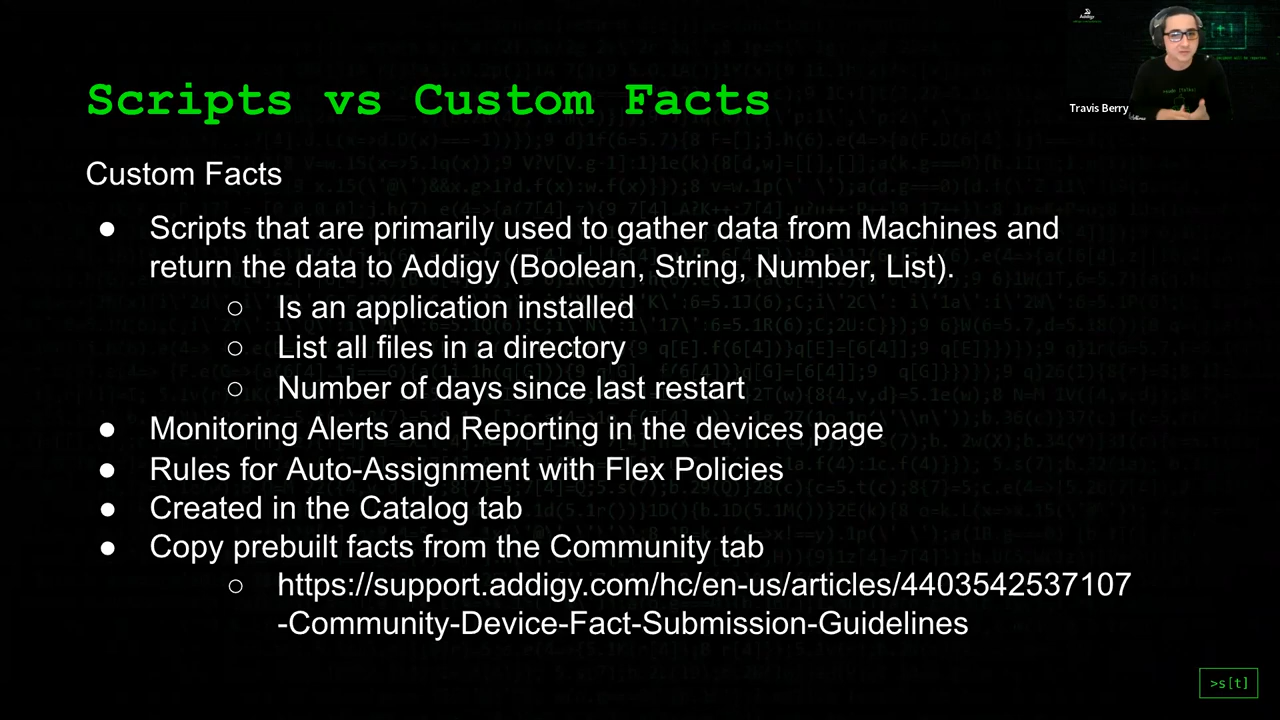 Addigy
Travis Berry
Scripts vs Custom Facts
Custom Facts
● Scripts that are primarily used to gather data from Machines and
return the data to Addigy (Boolean, String, Number, List).
○ Is an application installed
○ List all files in a directory
○ Number of days since last restart
● Monitoring Alerts and Reporting in the devices page
● Rules for Auto-Assignment with Flex Policies
● Created in the Catalog tab
● Copy prebuilt facts from the Community tab
○ https://support.addigy.com/hc/en-us/articles/4403542537107
-Community-Device-Fact-Submission-Guidelines
>s[t]